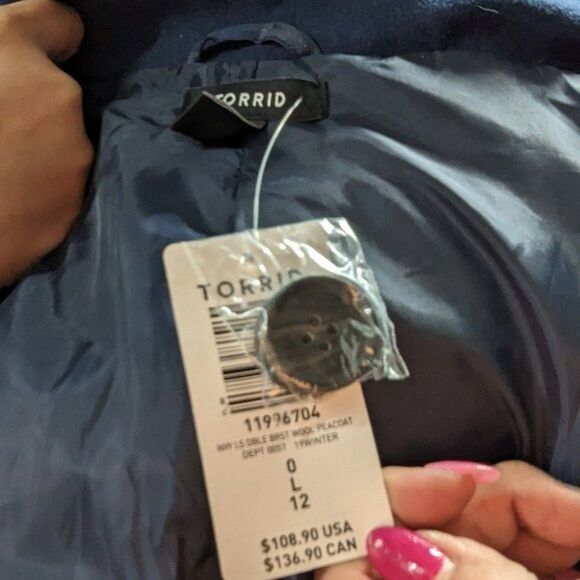 TORRID
TORRID
11996704
NVY LS DBLE BRST WOOL PEACOAT
DEPT 0057 19WINTER
0
L
12
$108.90 USA
$136.90 CAN